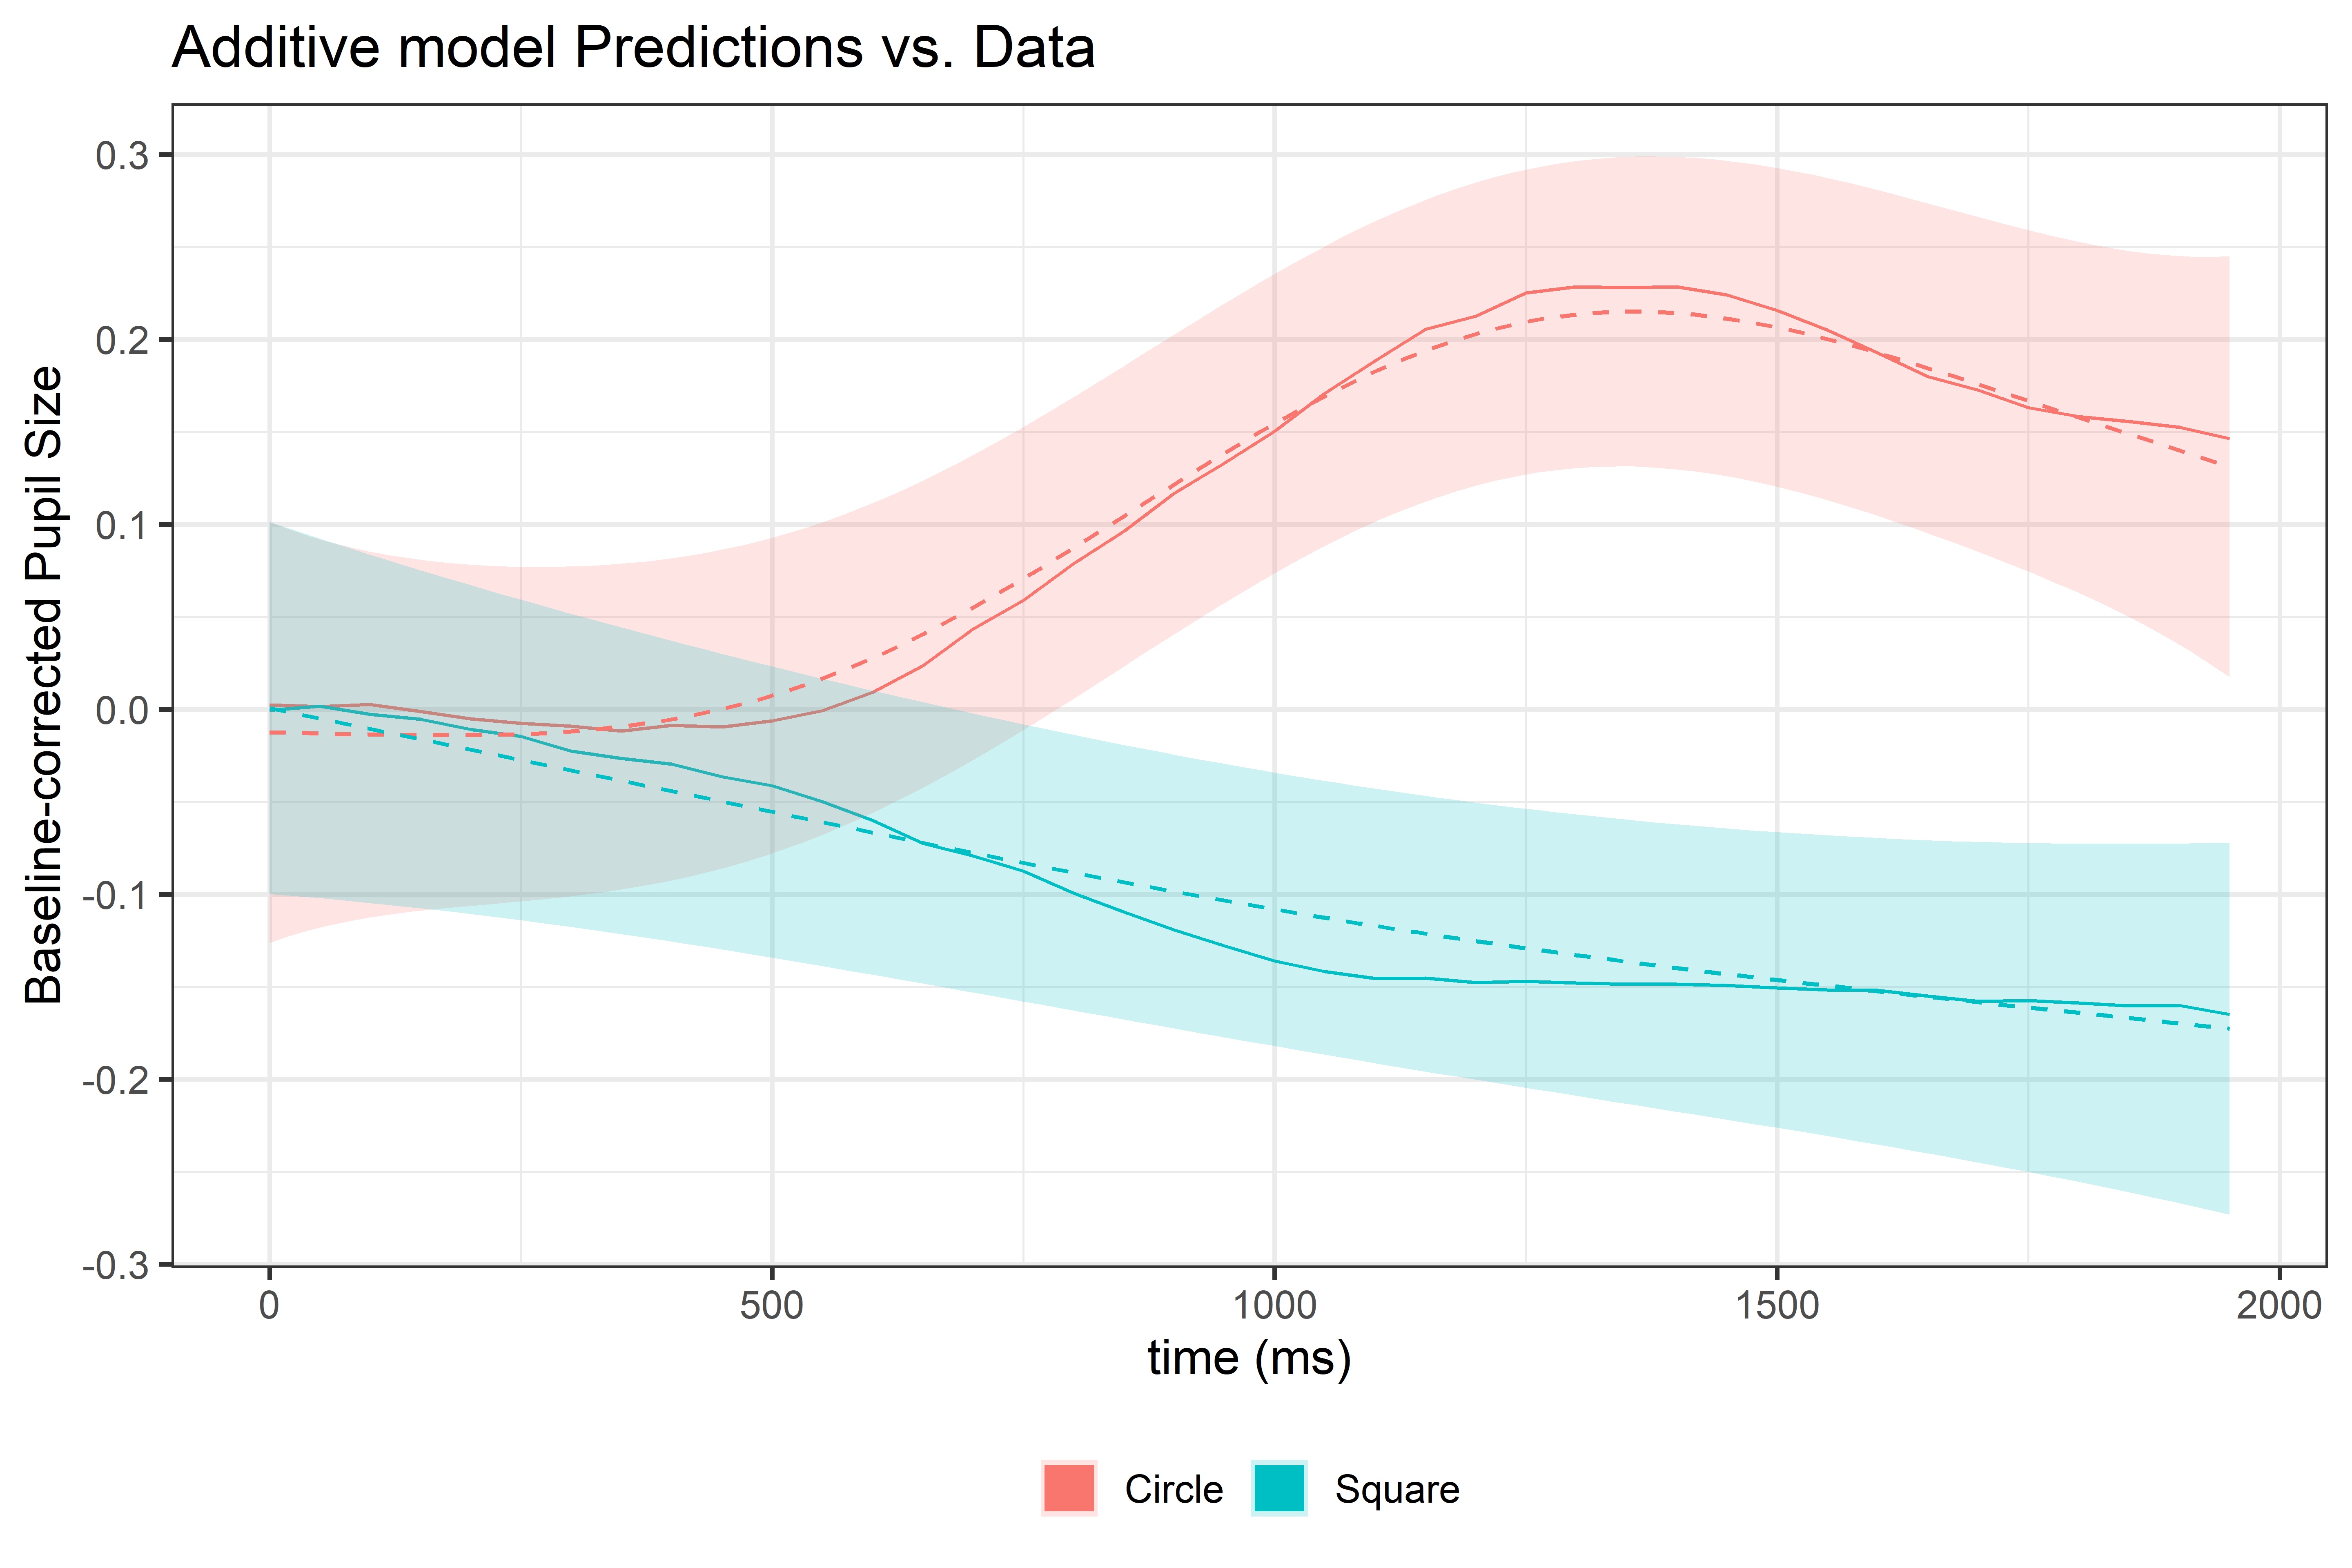 Additive model Predictions vs. Data
Baseline-corrected Pupil Size
0.3
0.2
0.1
0.0
-0.1
-0.2
-0.3
0 500 1000 1500 2000
time (ms)
Circle Square